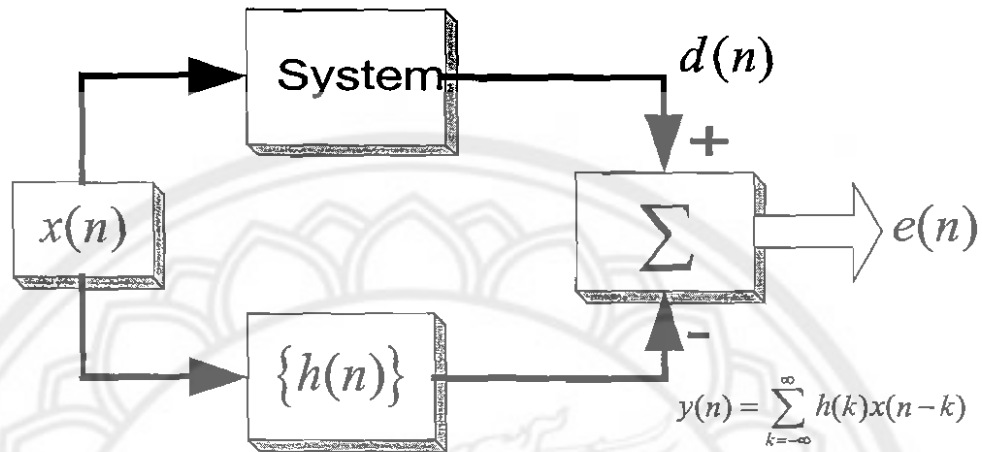 System
d(n)
+
x(n)
∑
e(n)
{h(n)}
-
y(n) = ∑_{k=-∞}^{∞} h(k)x(n-k)